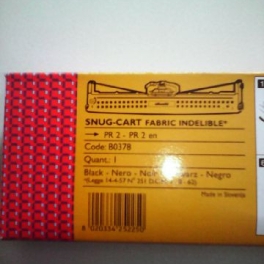 SNUG-CART FABRIC INDELIBLE*
PR 2 - PR 2 en
Code: B0378
Quant.: 1
Black - Nero - Noir - Schwarz - Negro
Made in Slovenia